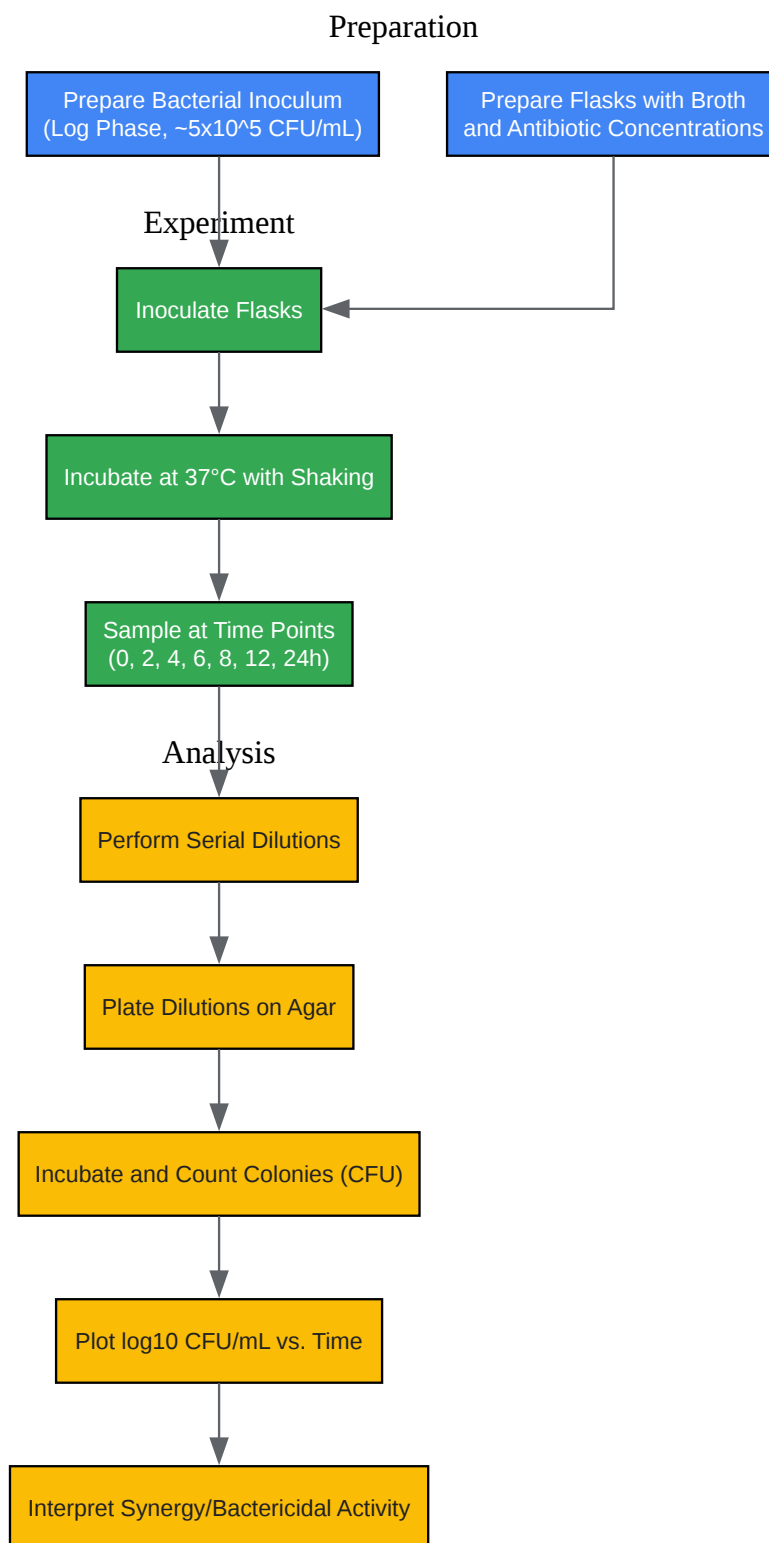 Preparation
Prepare Bacterial Inoculum
(Log Phase, ~5x10^5 CFU/mL)
Prepare Flasks with Broth
and Antibiotic Concentrations
Experiment
Inoculate Flasks
Incubate at 37°C with Shaking
Sample at Time Points
(0, 2, 4, 6, 8, 12, 24h)
Analysis
Perform Serial Dilutions
Plate Dilutions on Agar
Incubate and Count Colonies (CFU)
Plot log10 CFU/mL vs. Time
Interpret Synergy/Bactericidal Activity